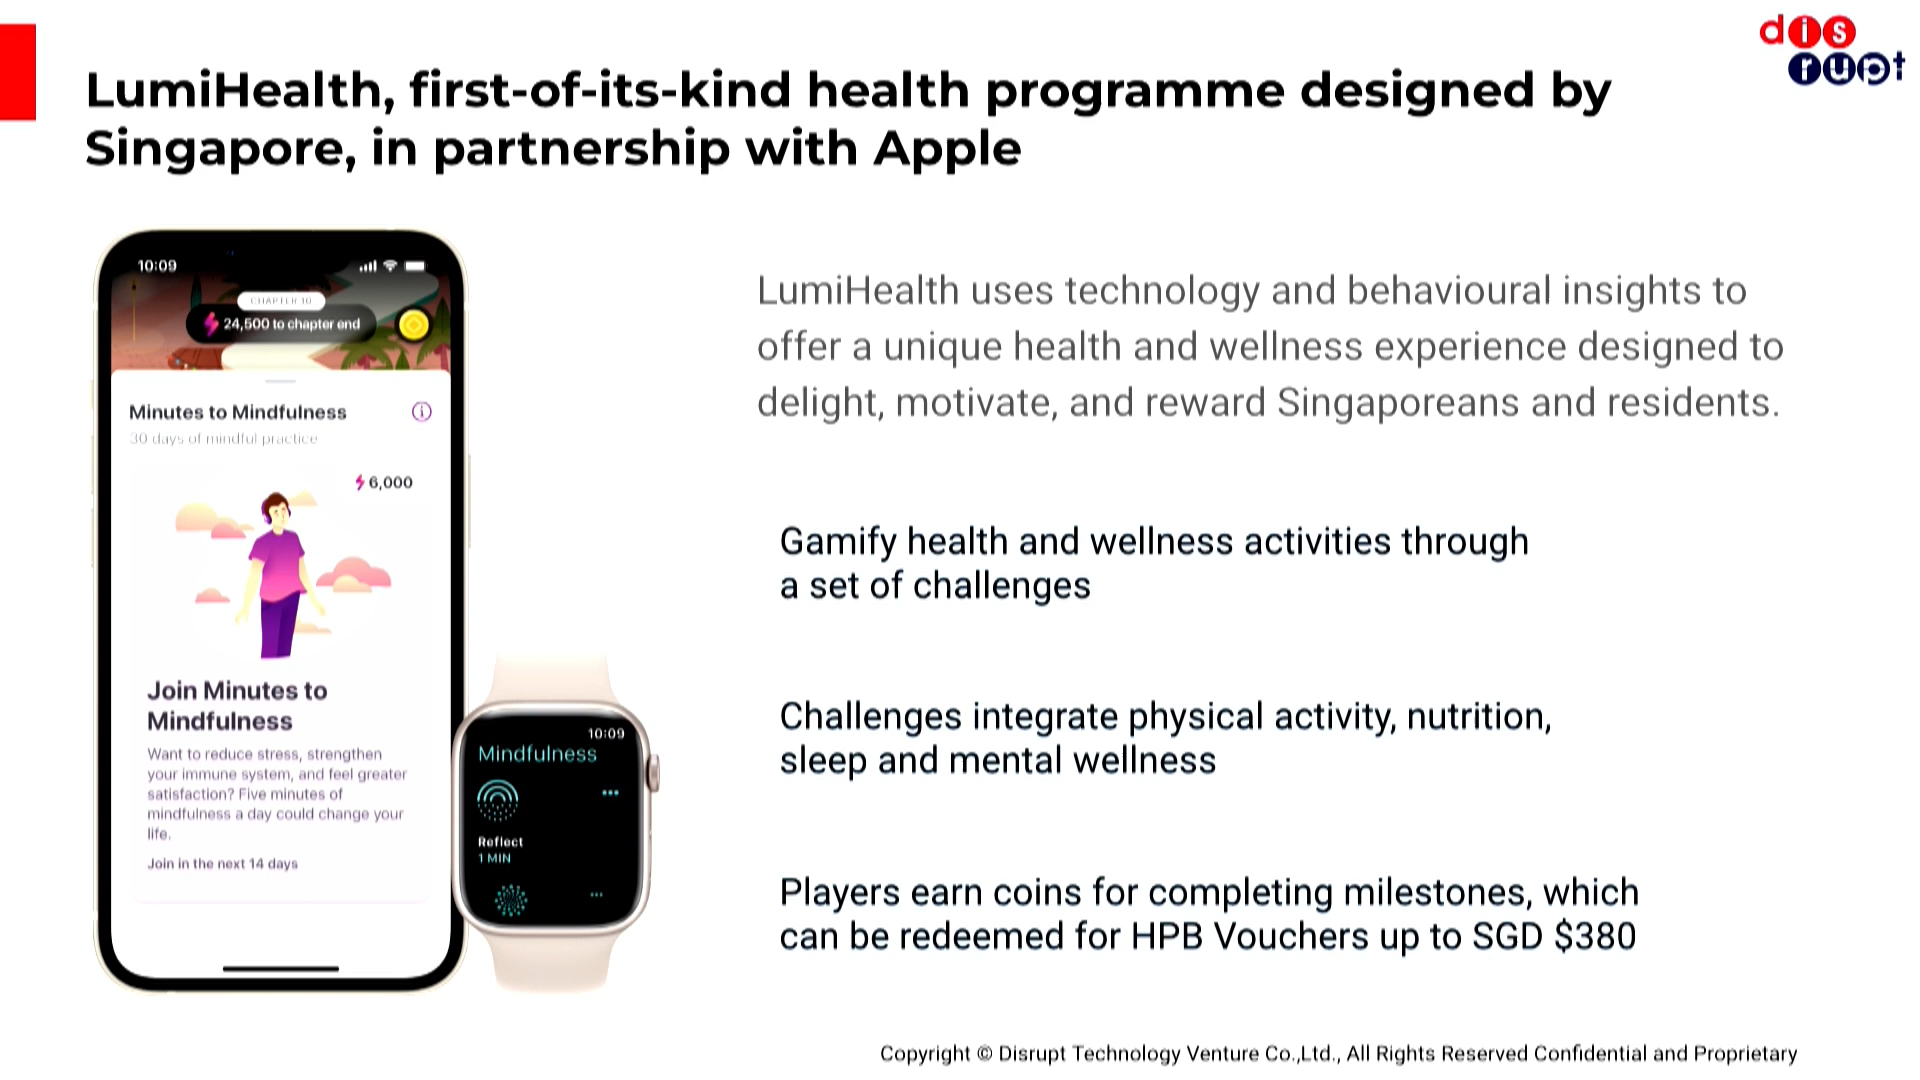 dis
rupt
LumiHealth, first-of-its-kind health programme designed by
Singapore, in partnership with Apple
10:09
CHAPTER 10
24,500 to chapter end
Minutes to Mindfulness
30 days of mindful practice
6,000
Join Minutes to
Mindfulness
Want to reduce stress, strengthen
your immune system, and feel greater
satisfaction? Five minutes of
mindfulness a day could change your
life.
Join in the next 14 days
10:09
Mindfulness
Reflect
1 MIN
LumiHealth uses technology and behavioural insights to
offer a unique health and wellness experience designed to
delight, motivate, and reward Singaporeans and residents.
Gamify health and wellness activities through
a set of challenges
Challenges integrate physical activity, nutrition,
sleep and mental wellness
Players earn coins for completing milestones, which
can be redeemed for HPB Vouchers up to SGD $380
Copyright © Disrupt Technology Venture Co.,Ltd., All Rights Reserved Confidential and Proprietary